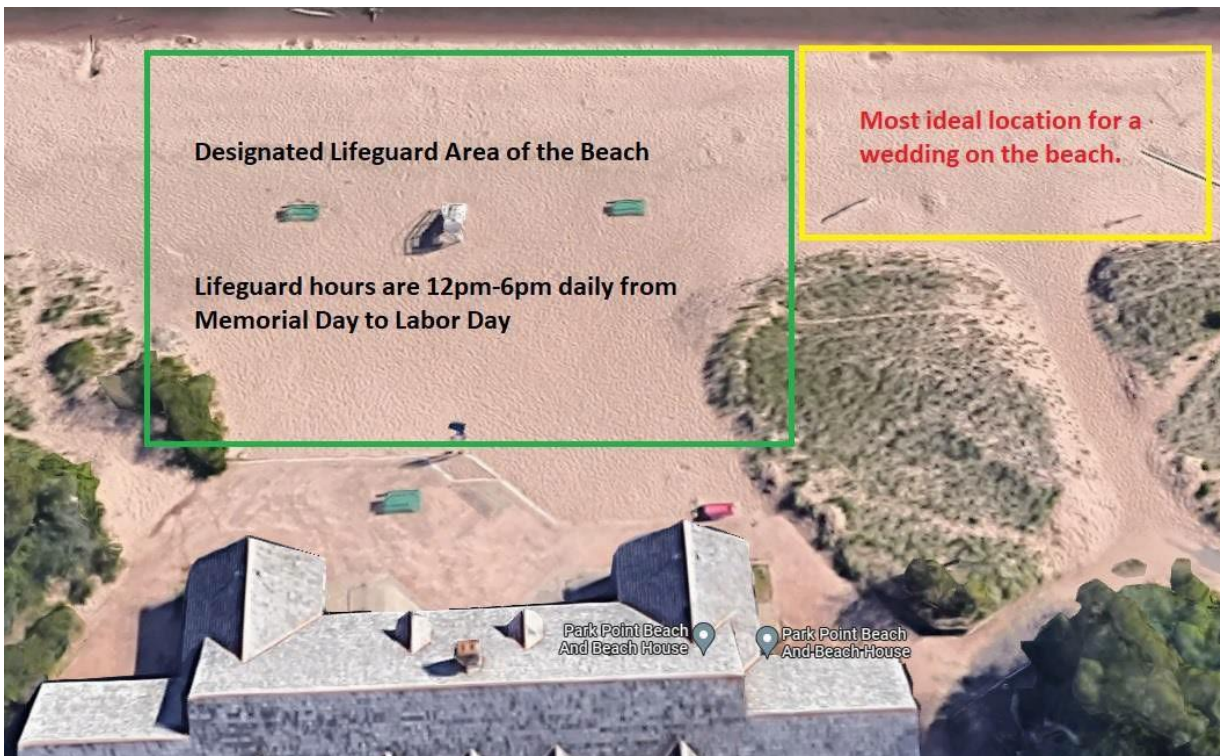 Designated Lifeguard Area of the Beach
Most ideal location for a
wedding on the beach.
Lifeguard hours are 12pm-6pm daily from
Memorial Day to Labor Day
Park Point Beach
And Beach House
Park Point Beach
And Beach House